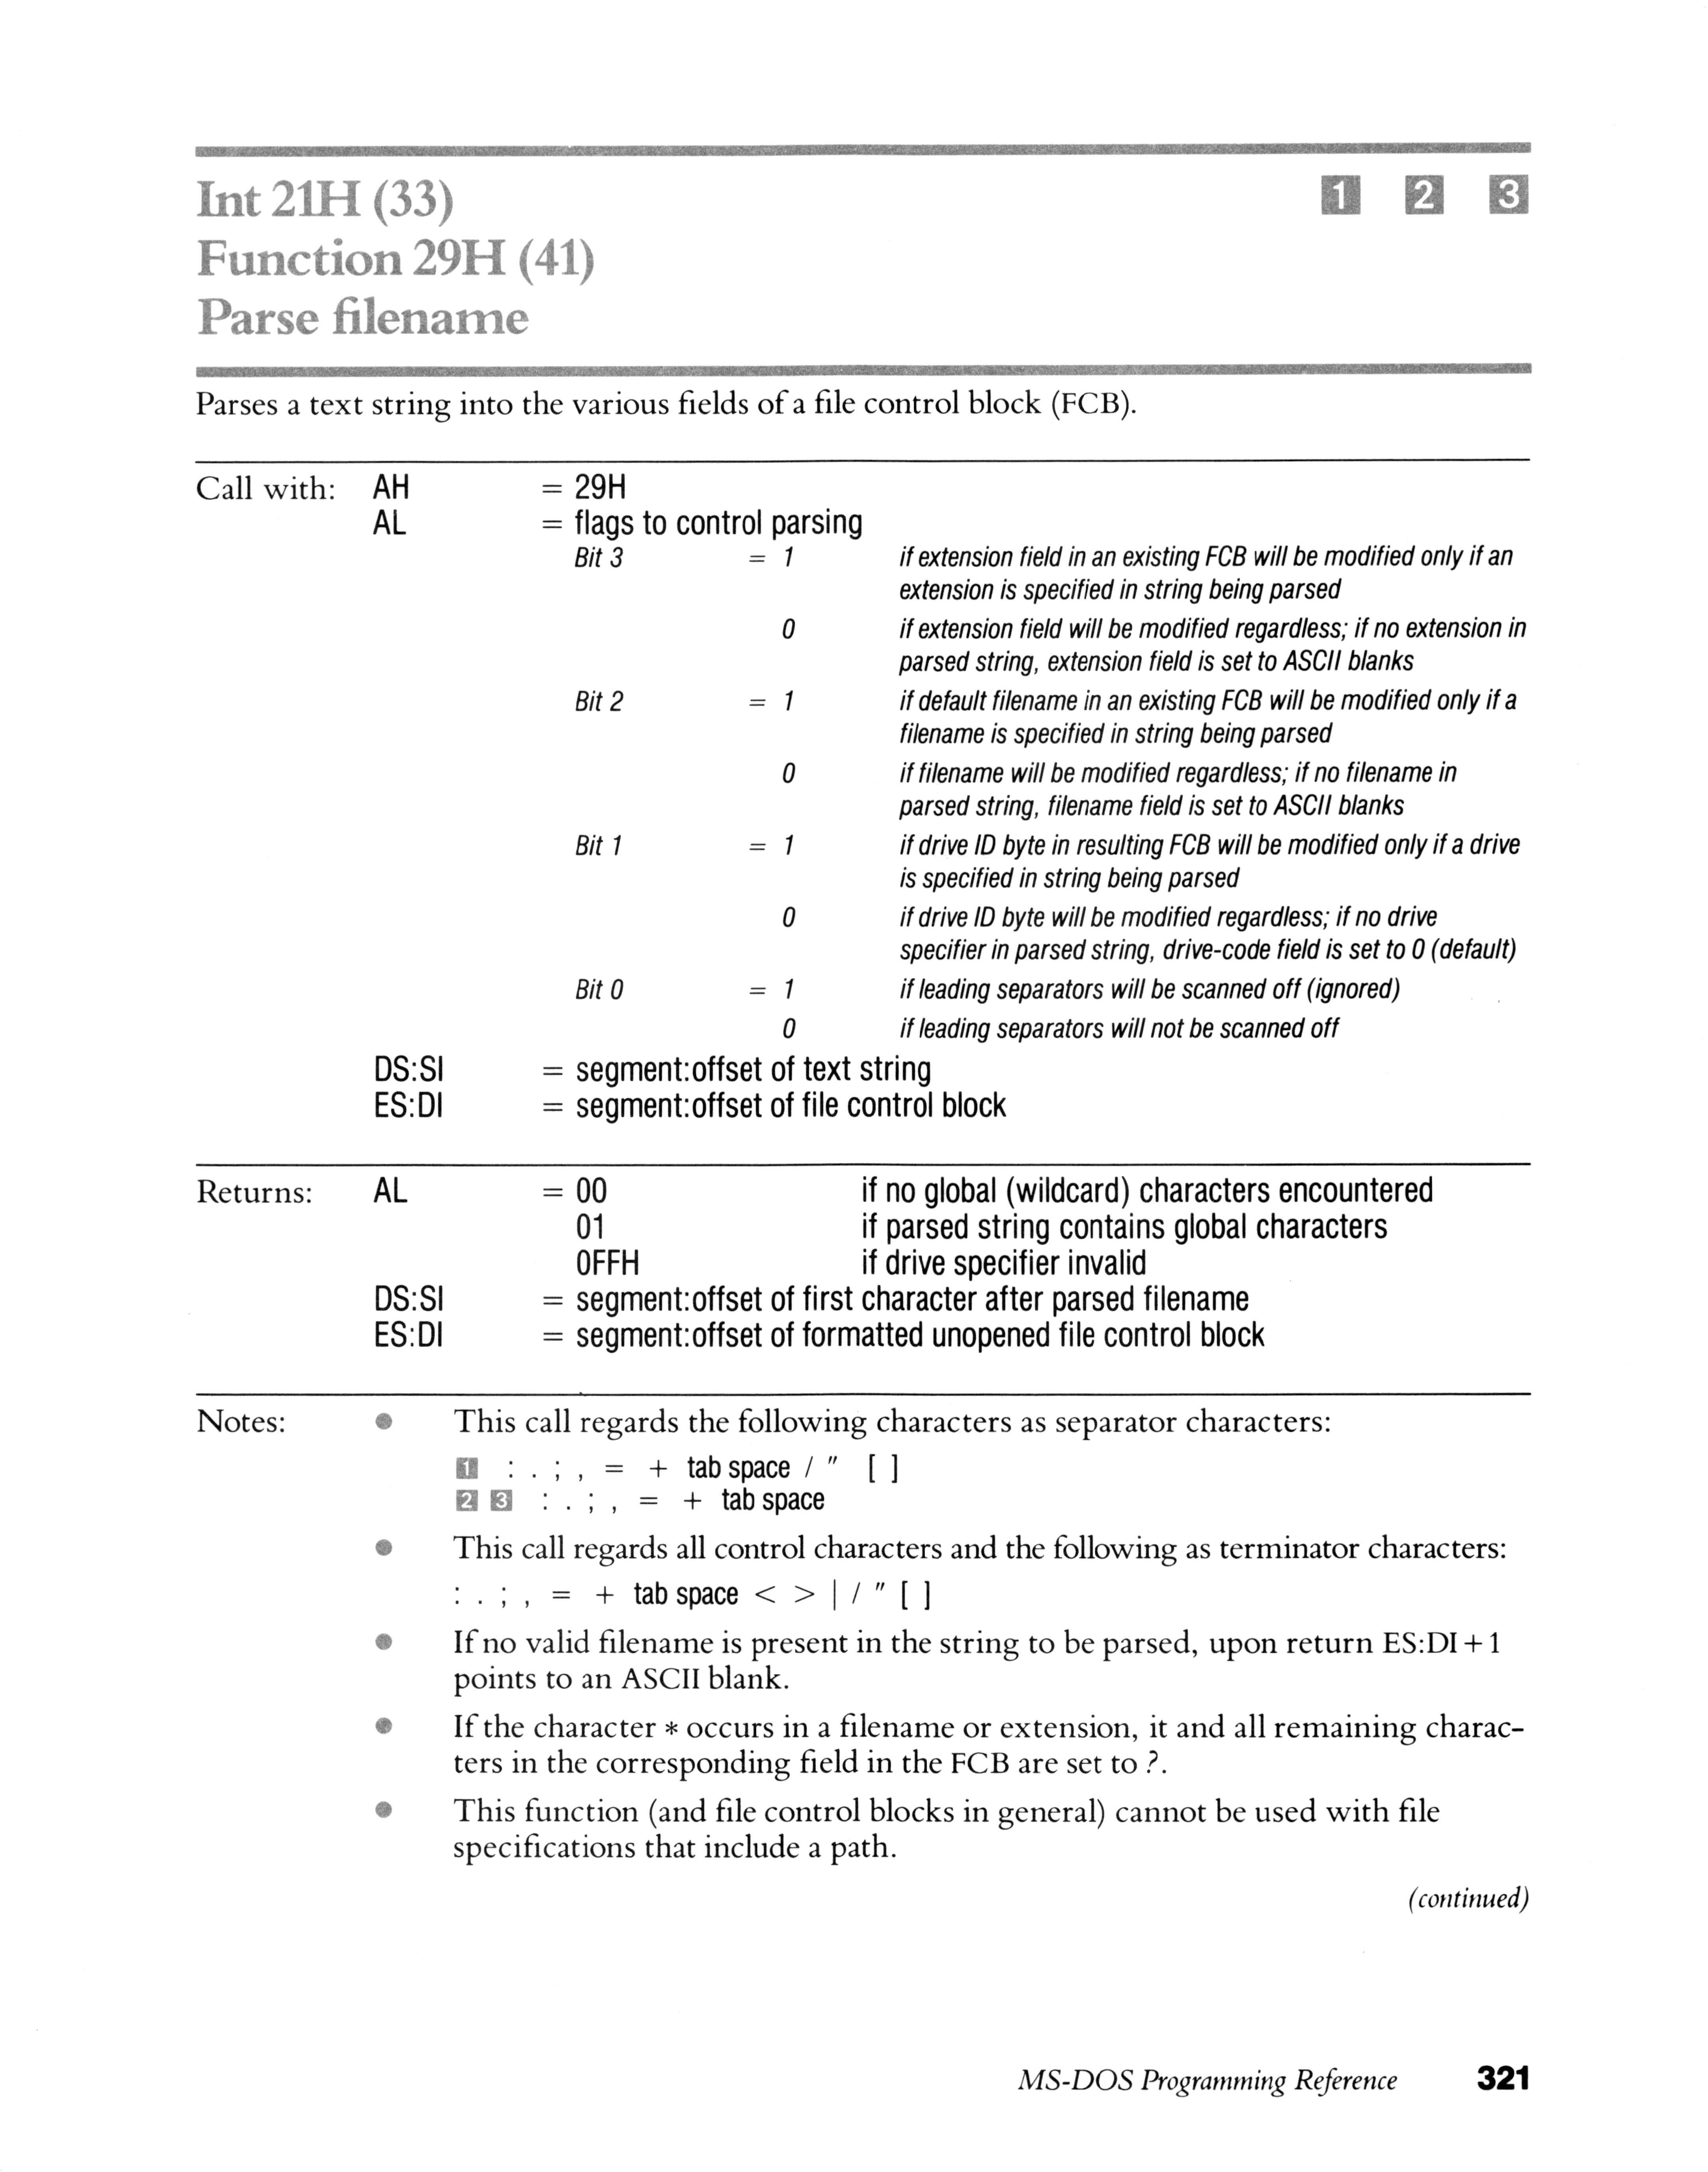 Int 21H (33) 1 2 3
Function 29H (41)
Parse filename
Parses a text string into the various fields of a file control block (FCB).
Call with: AH = 29H
AL = flags to control parsing
Bit 3 = 1 if extension field in an existing FCB will be modified only if an
extension is specified in string being parsed
0 if extension field will be modified regardless; if no extension in
parsed string, extension field is set to ASCII blanks
Bit 2 = 1 if default filename in an existing FCB will be modified only if a
filename is specified in string being parsed
0 if filename will be modified regardless; if no filename in
parsed string, filename field is set to ASCII blanks
Bit 1 = 1 if drive ID byte in resulting FCB will be modified only if a drive
is specified in string being parsed
0 if drive ID byte will be modified regardless; if no drive
specifier in parsed string, drive-code field is set to 0 (default)
Bit 0 = 1 if leading separators will be scanned off (ignored)
0 if leading separators will not be scanned off
DS:SI = segment:offset of text string
ES:DI = segment:offset of file control block
Returns: AL = 00 if no global (wildcard) characters encountered
01 if parsed string contains global characters
0FFH if drive specifier invalid
DS:SI = segment:offset of first character after parsed filename
ES:DI = segment:offset of formatted unopened file control block
Notes: ● This call regards the following characters as separator characters:
1 : . ; , = + tab space / " [ ]
2 3 : . ; , = + tab space
● This call regards all control characters and the following as terminator characters:
: . ; , = + tab space < > | / " [ ]
● If no valid filename is present in the string to be parsed, upon return ES:DI+1
points to an ASCII blank.
● If the character * occurs in a filename or extension, it and all remaining charac-
ters in the corresponding field in the FCB are set to ?.
● This function (and file control blocks in general) cannot be used with file
specifications that include a path.
(continued)
MS-DOS Programming Reference 321